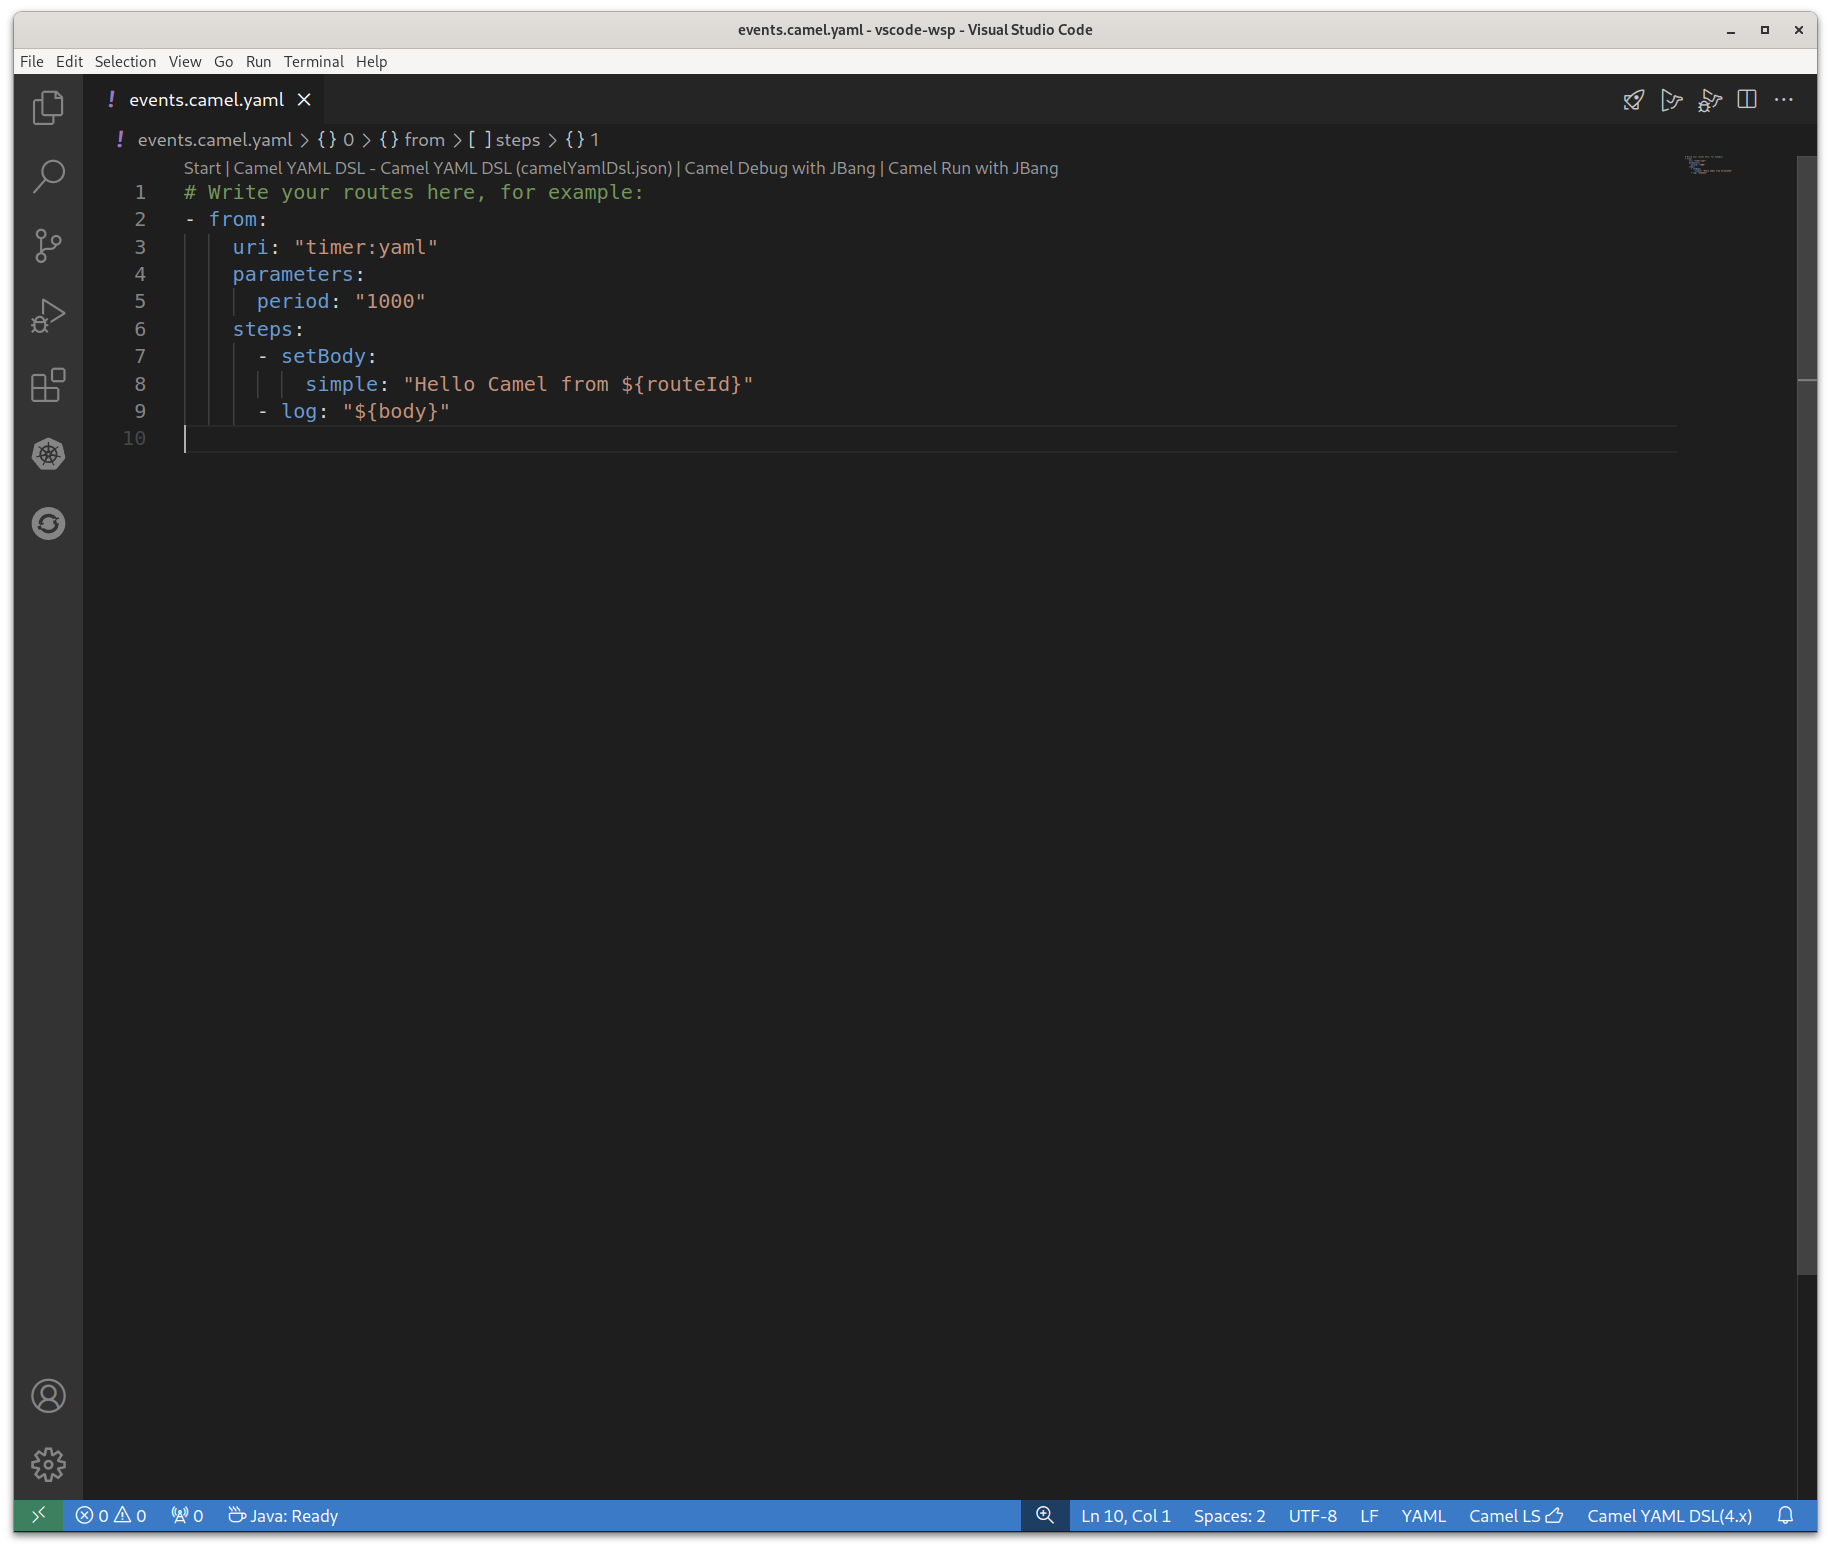 events.camel.yaml - vscode-wsp - Visual Studio Code
File Edit Selection View Go Run Terminal Help
! events.camel.yaml
! events.camel.yaml > {} 0 > {} from > [ ] steps > {} 1
Start | Camel YAML DSL - Camel YAML DSL (camelYamlDsl.json) | Camel Debug with JBang | Camel Run with JBang
1 # Write your routes here, for example:
2 - from:
3     uri: "timer:yaml"
4     parameters:
5       period: "1000"
6     steps:
7       - setBody:
8           simple: "Hello Camel from ${routeId}"
9       - log: "${body}"
10
0 0 0 Java: Ready Ln 10, Col 1 Spaces: 2 UTF-8 LF YAML Camel LS Camel YAML DSL(4.x)